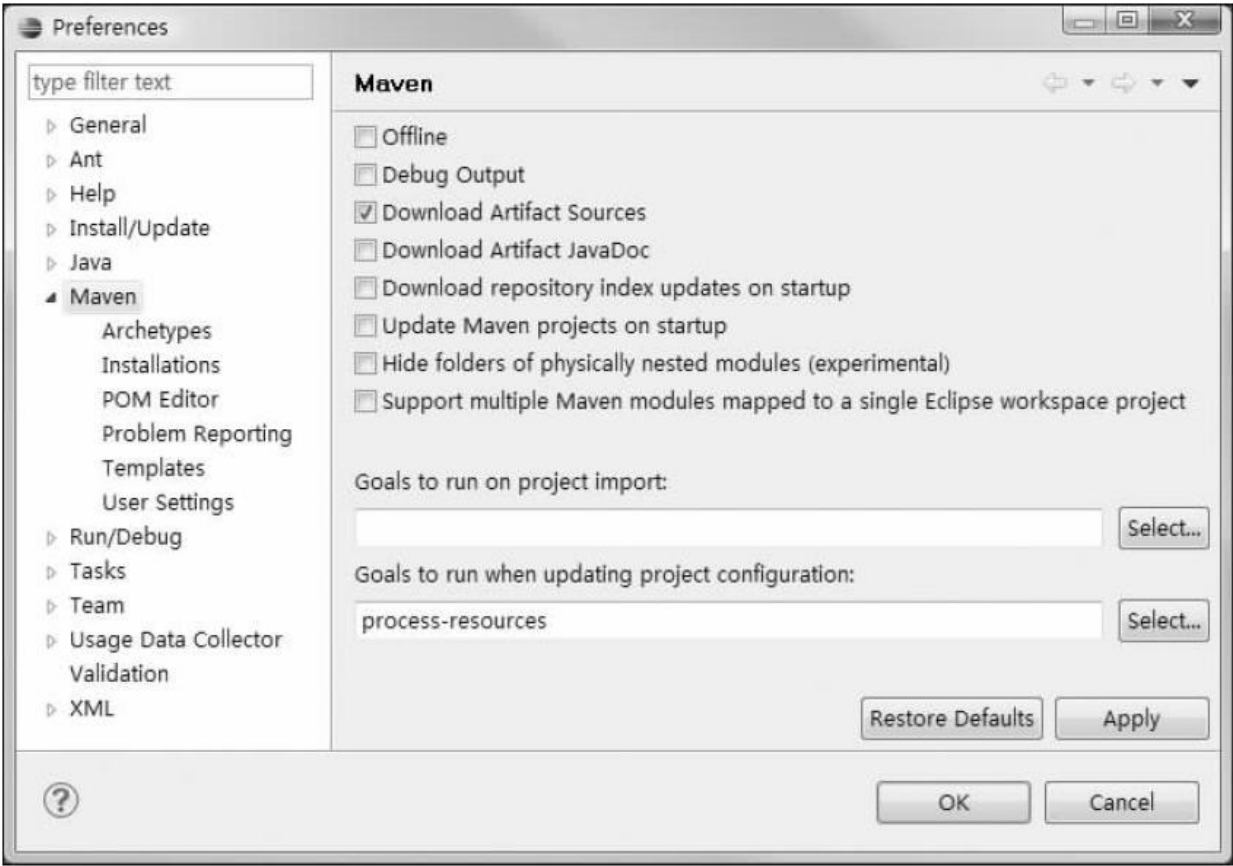 Preferences
type filter text
General
Ant
Help
Install/Update
Java
Maven
Archetypes
Installations
POM Editor
Problem Reporting
Templates
User Settings
Run/Debug
Tasks
Team
Usage Data Collector
Validation
XML
Maven
Offline
Debug Output
Download Artifact Sources
Download Artifact JavaDoc
Download repository index updates on startup
Update Maven projects on startup
Hide folders of physically nested modules (experimental)
Support multiple Maven modules mapped to a single Eclipse workspace project
Goals to run on project import:
Select...
Goals to run when updating project configuration:
process-resources
Select...
Restore Defaults
Apply
?
OK
Cancel